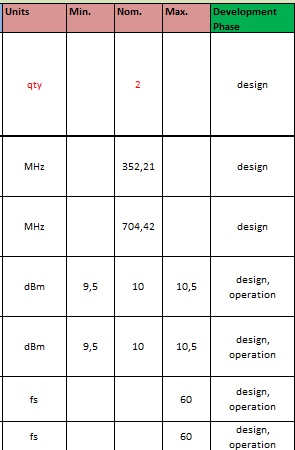 Units Min. Nom. Max. Development
Phase
qty 2 design
MHz 352,21 design
MHz 704,42 design
dBm 9,5 10 10,5 design,
operation
dBm 9,5 10 10,5 design,
operation
fs 60 design,
operation
fs 60 design,
operation